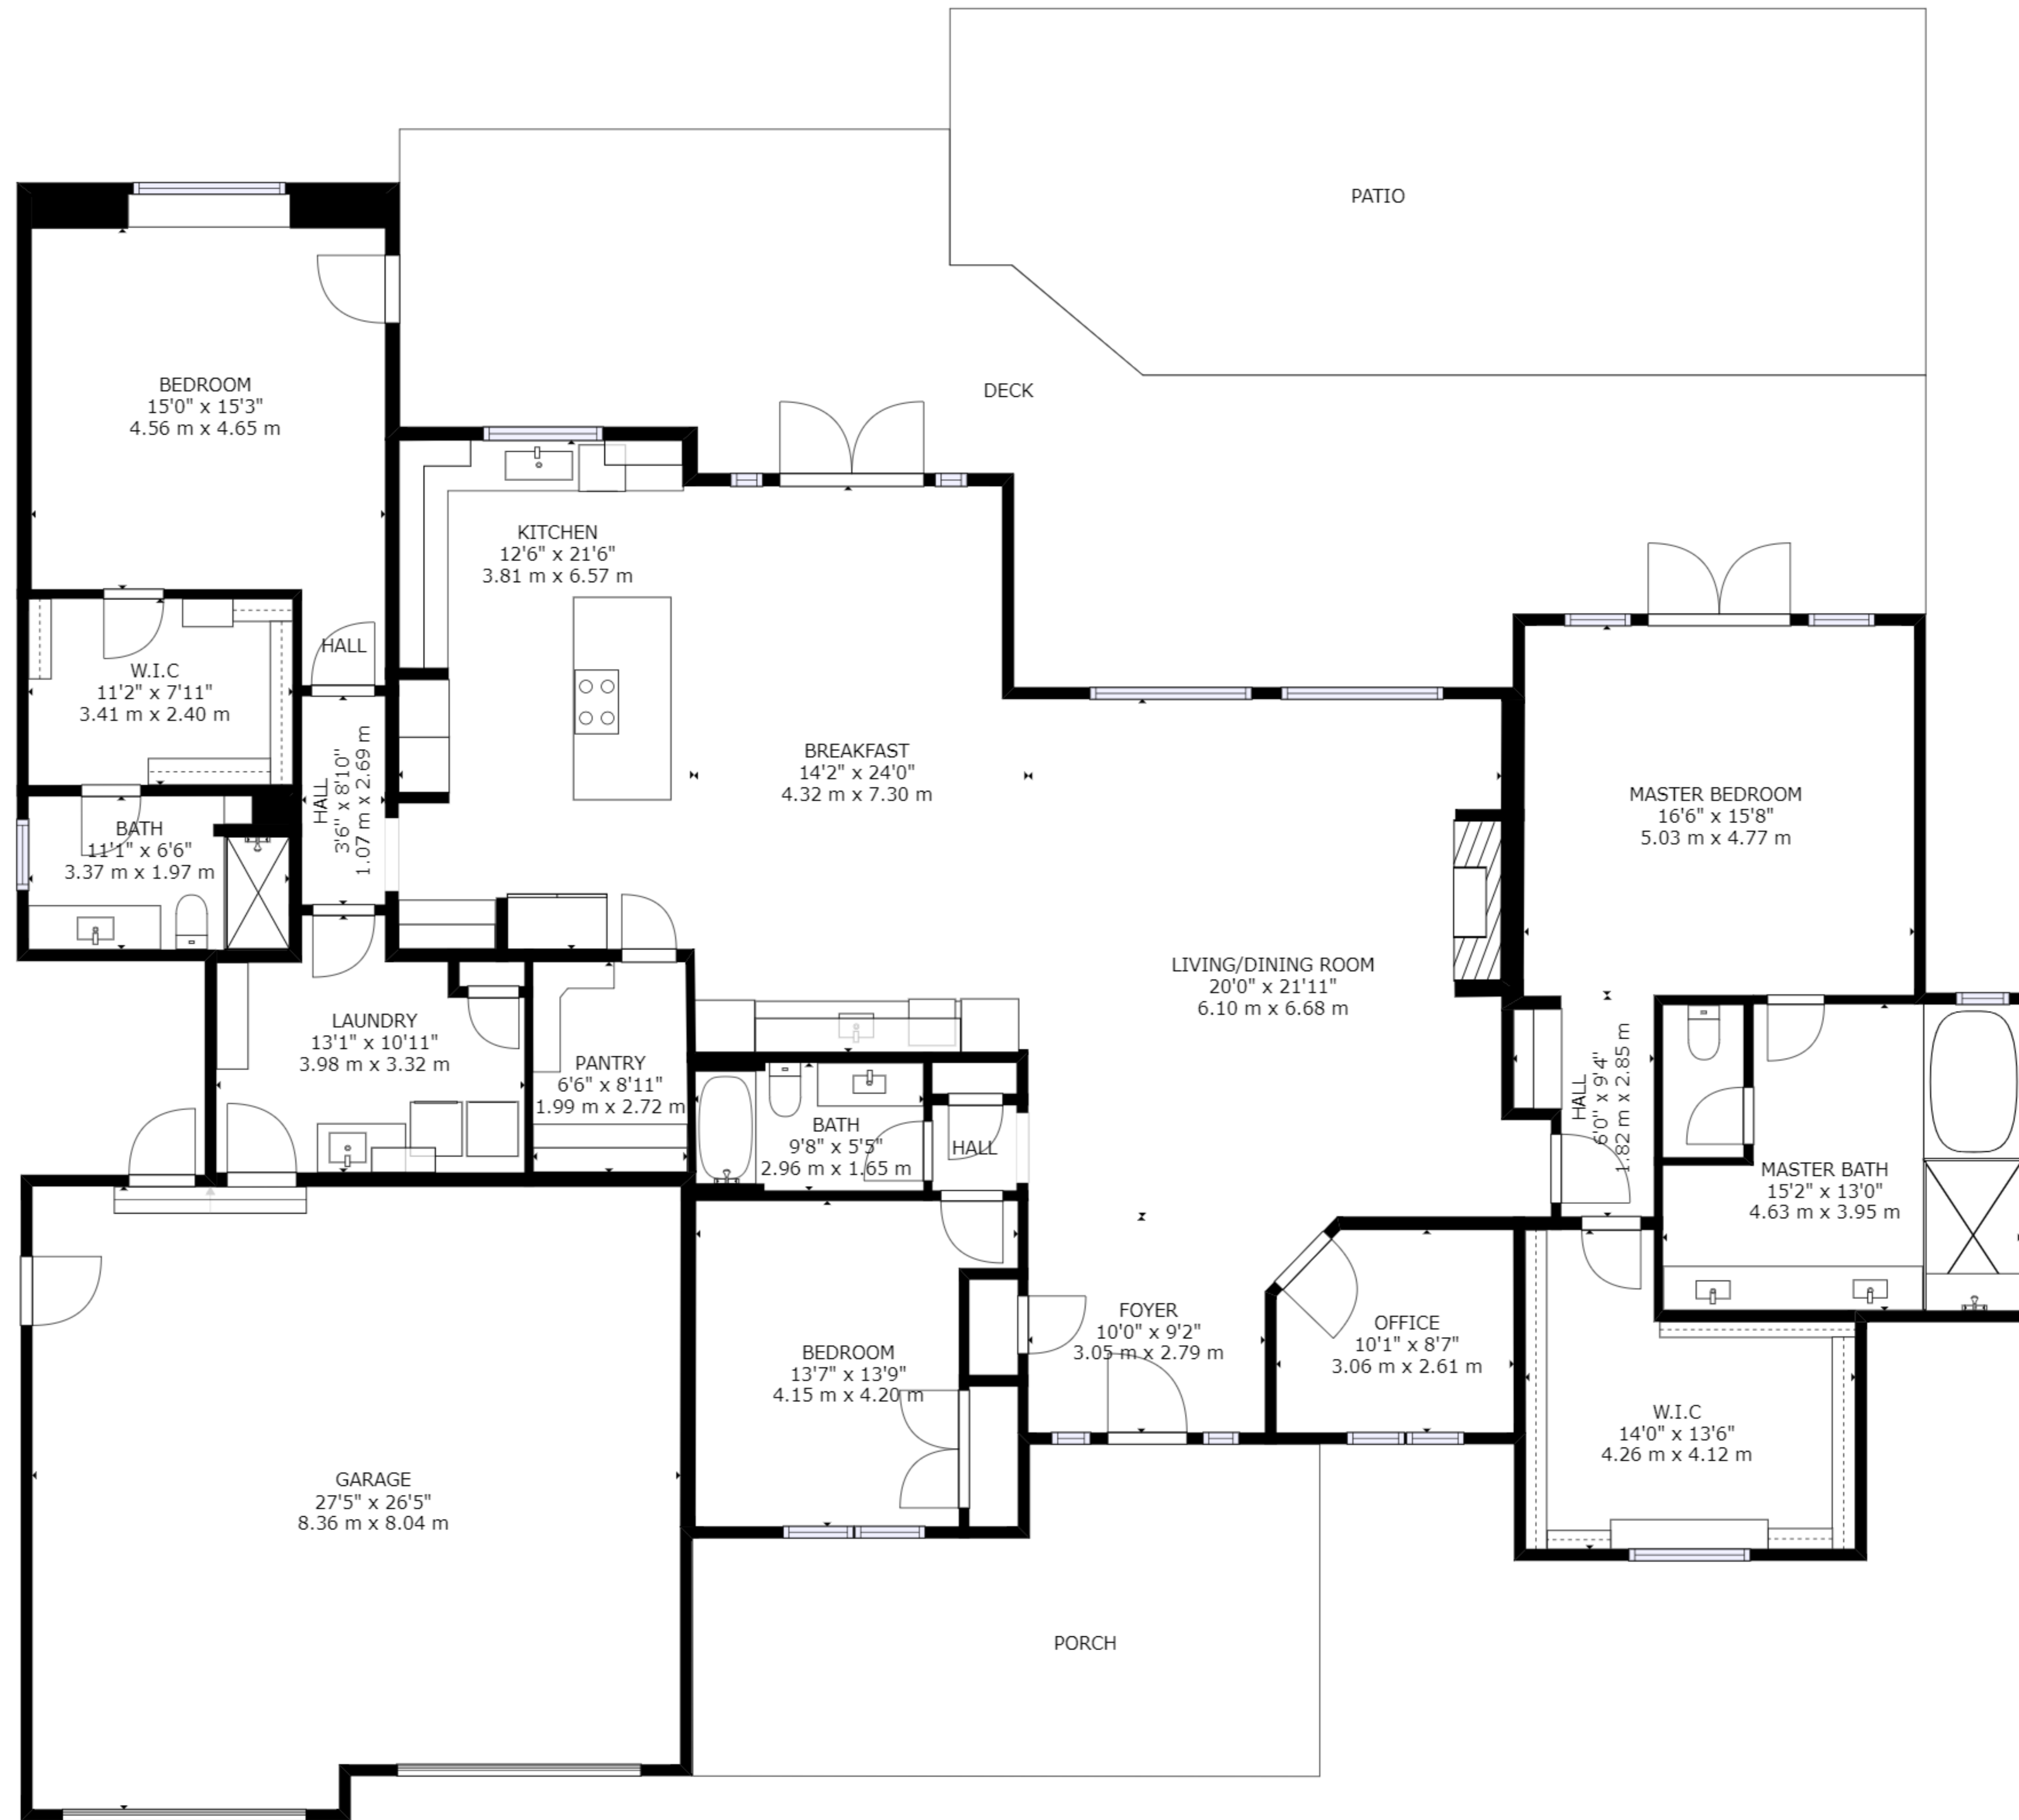 PATIO
DECK
BEDROOM
15'0" x 15'3"
4.56 m x 4.65 m
KITCHEN
12'6" x 21'6"
3.81 m x 6.57 m
HALL
W.I.C
11'2" x 7'11"
3.41 m x 2.40 m
HALL
3'6" x 8'10"
1.07 m x 2.69 m
BREAKFAST
14'2" x 24'0"
4.32 m x 7.30 m
MASTER BEDROOM
16'6" x 15'8"
5.03 m x 4.77 m
BATH
11'1" x 6'6"
3.37 m x 1.97 m
LIVING/DINING ROOM
20'0" x 21'11"
6.10 m x 6.68 m
LAUNDRY
13'1" x 10'11"
3.98 m x 3.32 m
PANTRY
6'6" x 8'11"
1.99 m x 2.72 m
BATH
9'8" x 5'5"
2.96 m x 1.65 m
HALL
HALL
6'0" x 9'4"
1.82 m x 2.85 m
MASTER BATH
15'2" x 13'0"
4.63 m x 3.95 m
FOYER
10'0" x 9'2"
3.05 m x 2.79 m
OFFICE
10'1" x 8'7"
3.06 m x 2.61 m
BEDROOM
13'7" x 13'9"
4.15 m x 4.20 m
W.I.C
14'0" x 13'6"
4.26 m x 4.12 m
GARAGE
27'5" x 26'5"
8.36 m x 8.04 m
PORCH